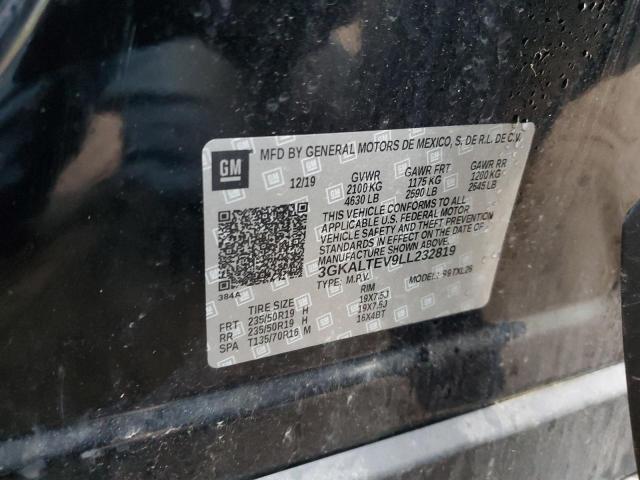 GM
MFD BY GENERAL MOTORS DE MEXICO, S. DE R.L. DE C.V.
12/19 GVWR GAWR FRT GAWR RR
2100 KG 1175 KG 1200 KG
4630 LB 2590 LB 2645 LB
THIS VEHICLE CONFORMS TO ALL
APPLICABLE U.S. FEDERAL MOTOR
VEHICLE SAFETY AND THEFT PREVENTION
STANDARDS IN EFFECT ON THE DATE OF
MANUFACTURE SHOWN ABOVE.
3GKALTEV9LL232819
384A
TYPE: M.P.V. MODEL:
TIRE SIZE RIM
FRT 235/50R19 H 19X7.5J
RR 235/50R19 H 19X7.5J
SPA T135/70R16 M 16X4BT